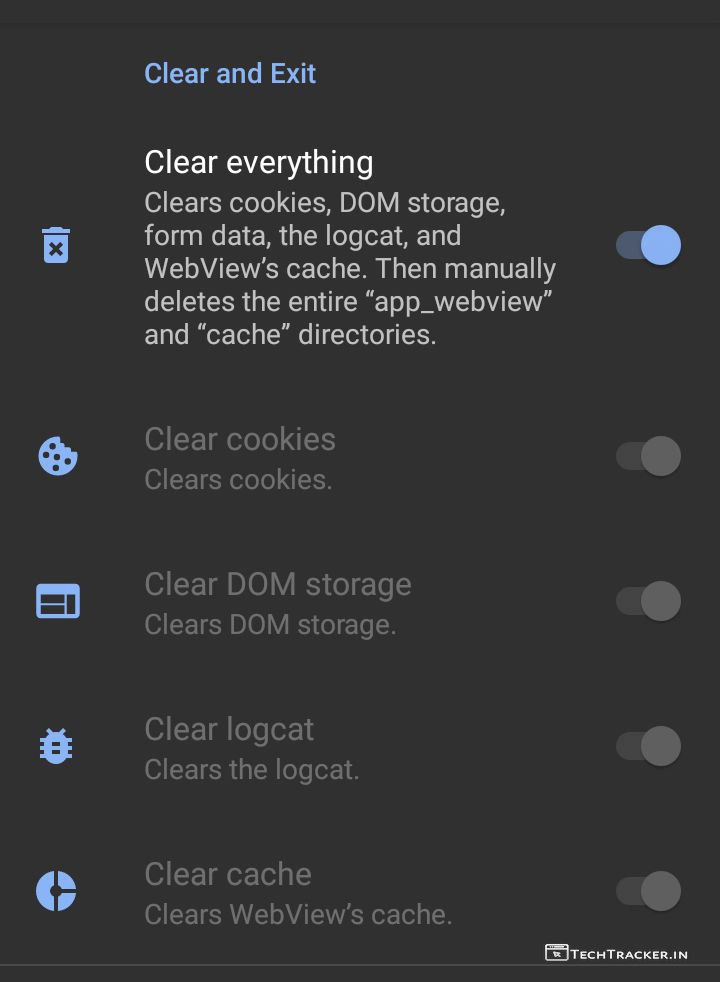 Clear and Exit
Clear everything
Clears cookies, DOM storage,
form data, the logcat, and
WebView’s cache. Then manually
deletes the entire “app_webview”
and “cache” directories.
Clear cookies
Clears cookies.
Clear DOM storage
Clears DOM storage.
Clear logcat
Clears the logcat.
Clear cache
Clears WebView’s cache.
TECHTRACKER.IN